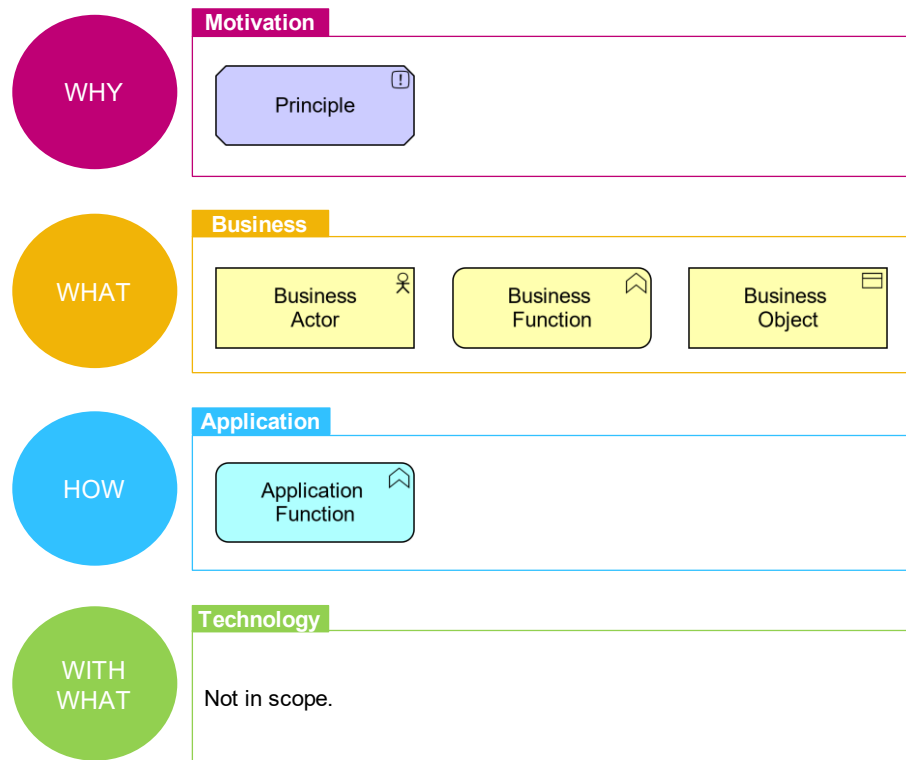 Motivation
WHY
Principle
Business
WHAT
Business
Actor
Business
Function
Business
Object
Application
HOW
Application
Function
Technology
WITH
WHAT
Not in scope.